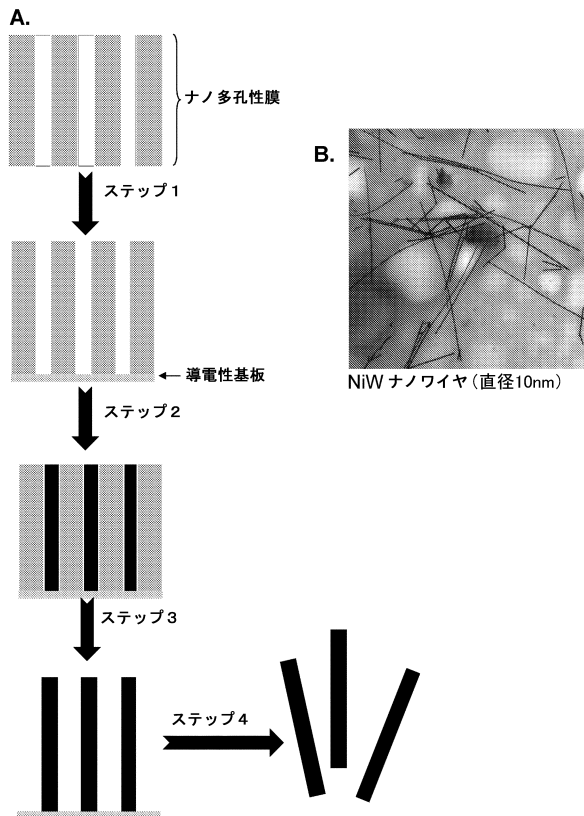 A.
ナノ多孔性膜
ステップ1
導電性基板
ステップ2
ステップ3
ステップ4
B.
NiW ナノワイヤ(直径10nm)